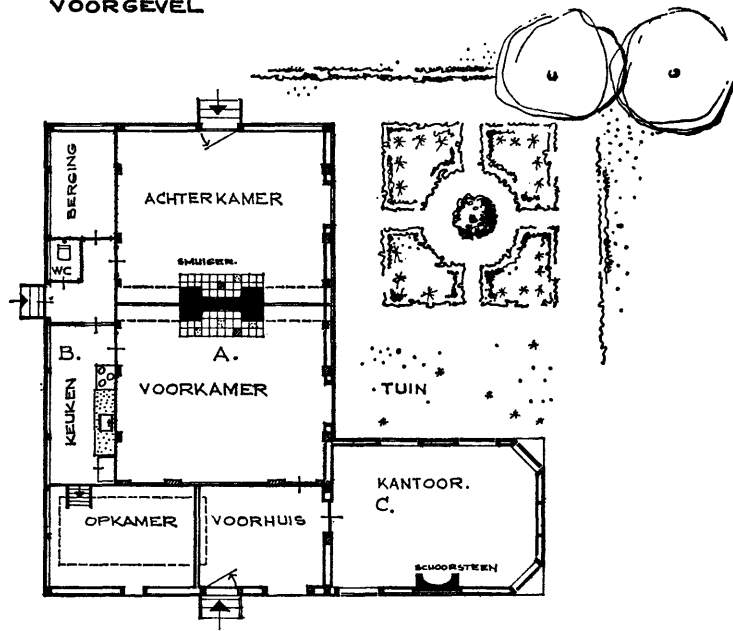 VOORGEVEL
BERGING
ACHTERKAMER
WC
SMUIGER.
B.
A.
KEUKEN
VOORKAMER
TUIN
KANTOOR.
C.
OPKAMER
VOORHUIS
SCHOORSTEEN